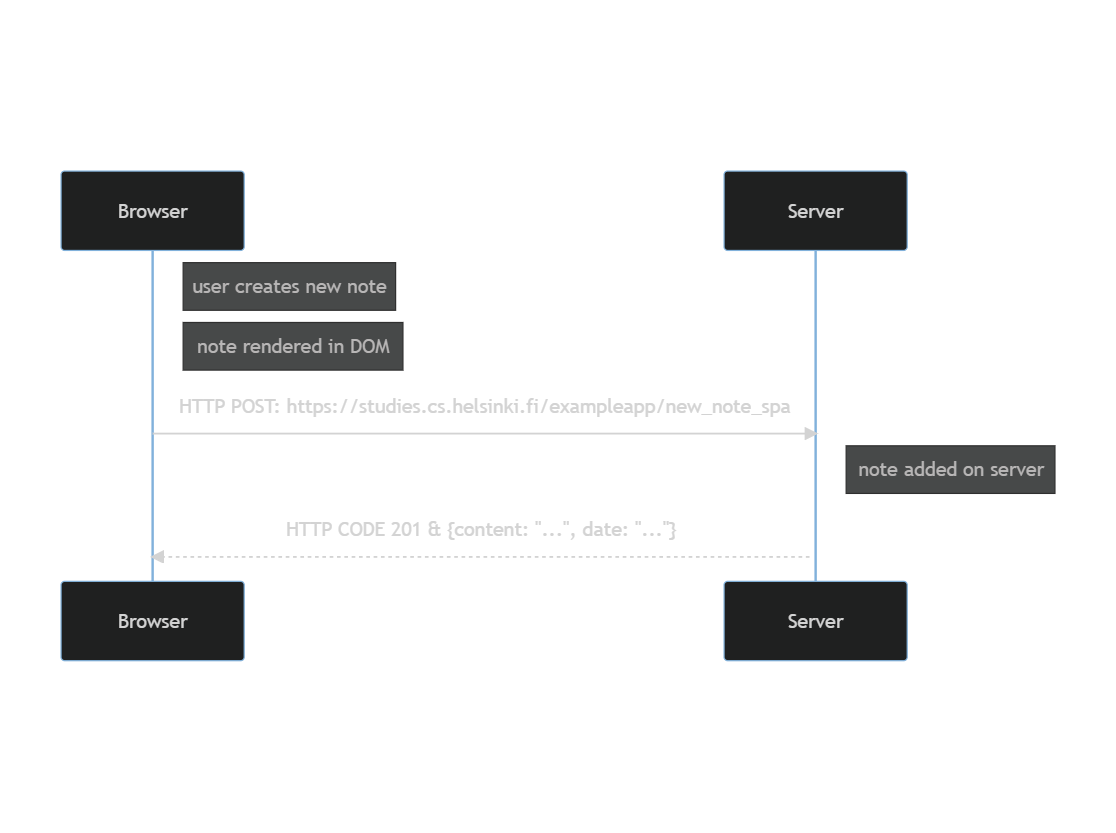 Browser
Server
user creates new note
note rendered in DOM
HTTP POST: https://studies.cs.helsinki.fi/exampleapp/new_note_spa
note added on server
HTTP CODE 201 & {content: "...", date: "..."}
Browser
Server